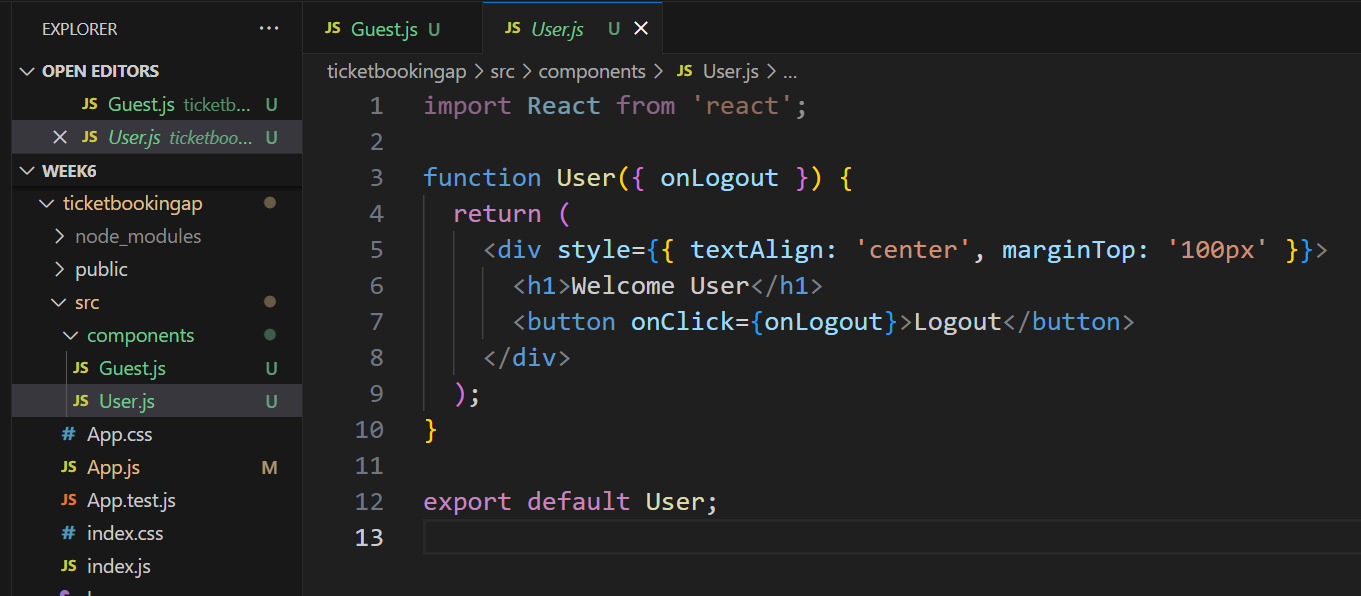 EXPLORER ...
OPEN EDITORS
JS Guest.js ticketb... U
JS User.js ticketboo... U
WEEK6
ticketbookingap
node_modules
public
src
components
JS Guest.js U
JS User.js U
# App.css
JS App.js M
JS App.test.js
# index.css
JS index.js
JS Guest.js U
JS User.js U
ticketbookingap > src > components > JS User.js > ...
1 import React from 'react';
2
3 function User({ onLogout }) {
4 return (
5 <div style={{ textAlign: 'center', marginTop: '100px' }}>
6 <h1>Welcome User</h1>
7 <button onClick={onLogout}>Logout</button>
8 </div>
9 );
10 }
11
12 export default User;
13